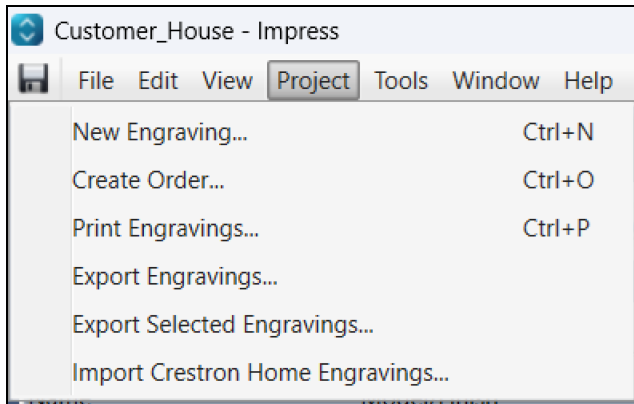 Customer_House - Impress
File Edit View Project Tools Window Help
New Engraving... Ctrl+N
Create Order... Ctrl+O
Print Engravings... Ctrl+P
Export Engravings...
Export Selected Engravings...
Import Crestron Home Engravings...